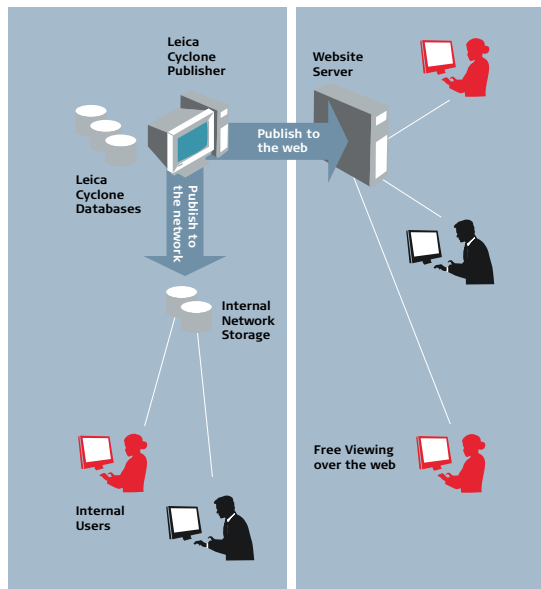 Leica
Cyclone
Publisher
Website
Server
Publish to
the web
Leica
Cyclone
Databases
Publish to
the network
Internal
Network
Storage
Free Viewing
over the web
Internal
Users